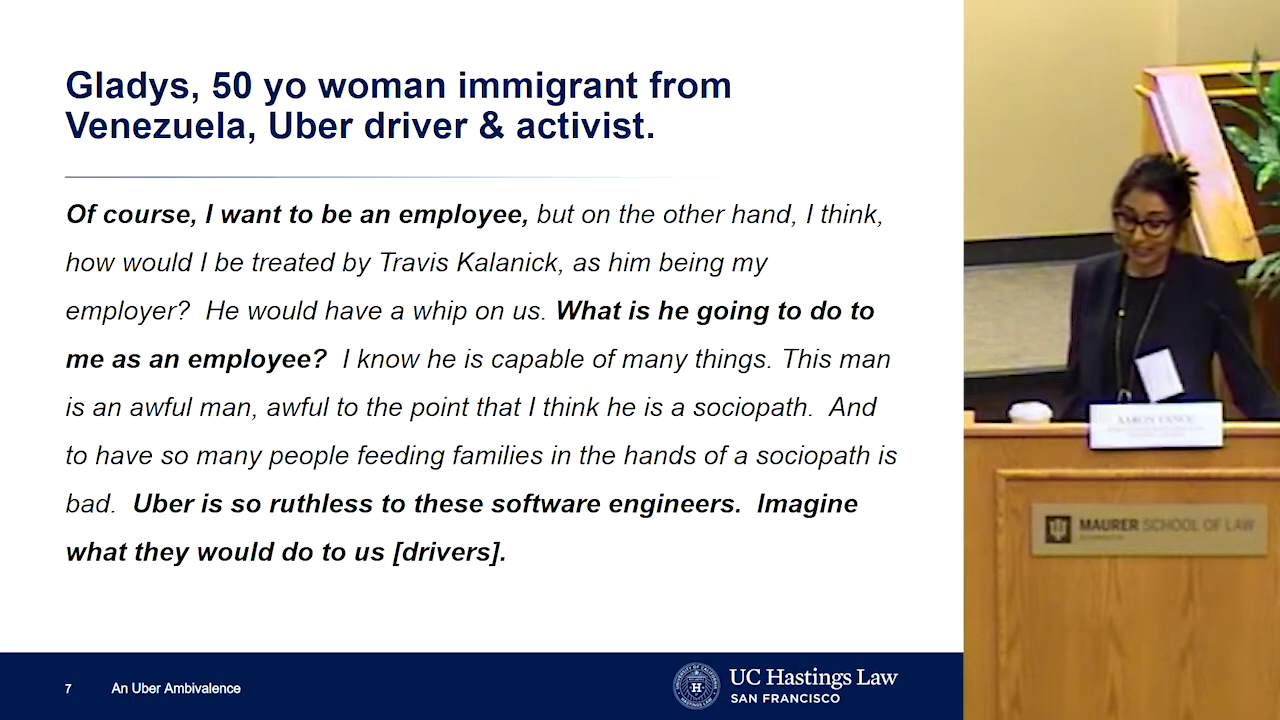 Gladys, 50 yo woman immigrant from
Venezuela, Uber driver & activist.
Of course, I want to be an employee, but on the other hand, I think,
how would I be treated by Travis Kalanick, as him being my
employer?  He would have a whip on us. What is he going to do to
me as an employee?  I know he is capable of many things. This man
is an awful man, awful to the point that I think he is a sociopath.  And
to have so many people feeding families in the hands of a sociopath is
bad.  Uber is so ruthless to these software engineers.  Imagine
what they would do to us [drivers].
7 An Uber Ambivalence
UC Hastings Law
SAN FRANCISCO
MAURER SCHOOL OF LAW